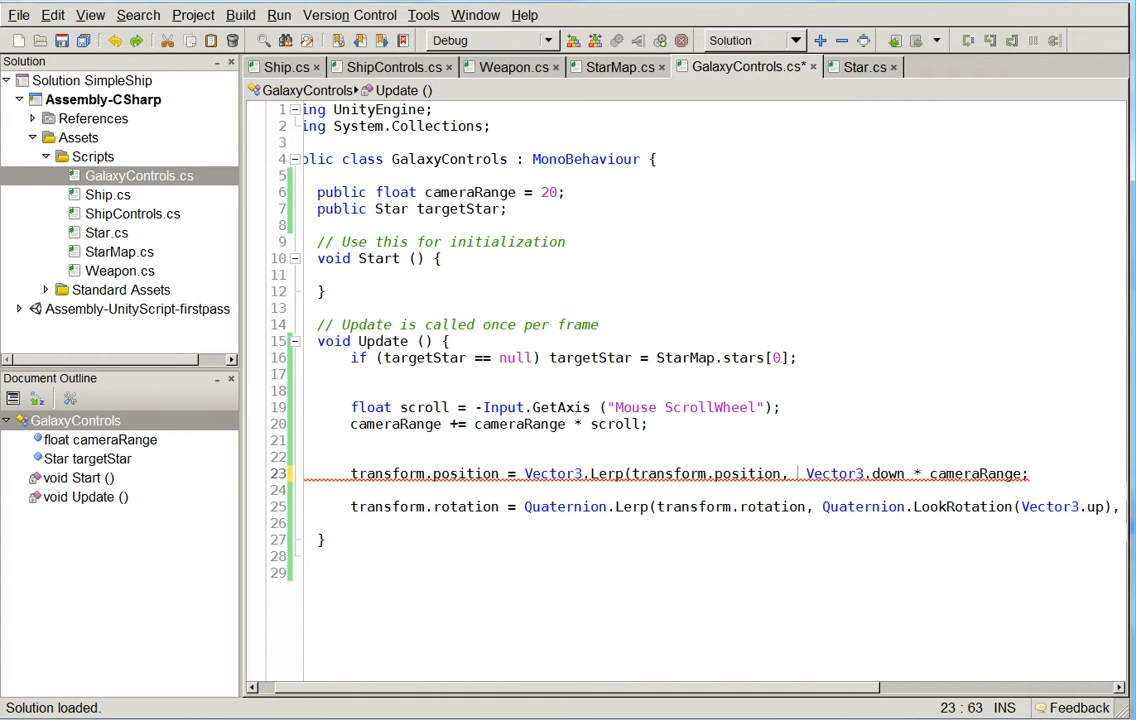 File Edit View Search Project Build Run Version Control Tools Window Help
Debug Solution
Solution
Solution SimpleShip
Assembly-CSharp
References
Assets
Scripts
GalaxyControls.cs
Ship.cs
ShipControls.cs
Star.cs
StarMap.cs
Weapon.cs
Standard Assets
Assembly-UnityScript-firstpass
Document Outline
GalaxyControls
float cameraRange
Star targetStar
void Start ()
void Update ()
Ship.cs ShipControls.cs Weapon.cs StarMap.cs GalaxyControls.cs* Star.cs
GalaxyControls Update ()
1 ing UnityEngine;
2 ing System.Collections;
3
4 blic class GalaxyControls : MonoBehaviour {
5
6 public float cameraRange = 20;
7 public Star targetStar;
8
9 // Use this for initialization
10 void Start () {
11
12 }
13
14 // Update is called once per frame
15 void Update () {
16 if (targetStar == null) targetStar = StarMap.stars[0];
17
18
19 float scroll = -Input.GetAxis ("Mouse ScrollWheel");
20 cameraRange += cameraRange * scroll;
21
22
23 transform.position = Vector3.Lerp(transform.position, Vector3.down * cameraRange;
24
25 transform.rotation = Quaternion.Lerp(transform.rotation, Quaternion.LookRotation(Vector3.up),
26
27 }
28
29
Solution loaded. 23 : 63 INS Feedback